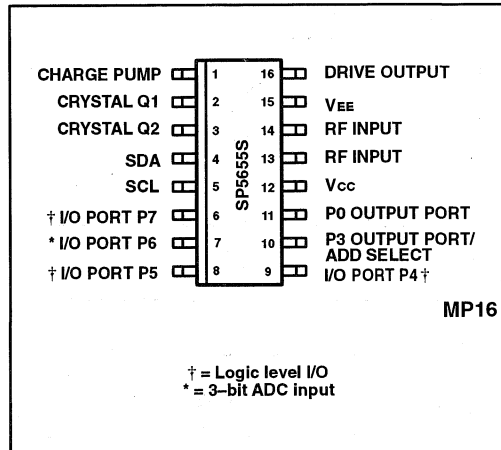 CHARGE PUMP 1 16 DRIVE OUTPUT
CRYSTAL Q1 2 15 VEE
CRYSTAL Q2 3 14 RF INPUT
SDA 4 13 RF INPUT
SCL 5 12 VCC
† I/O PORT P7 6 11 P0 OUTPUT PORT
* I/O PORT P6 7 10 P3 OUTPUT PORT/
ADD SELECT
† I/O PORT P5 8 9 I/O PORT P4 †
SP5655S
MP16
† = Logic level I/O
* = 3–bit ADC input